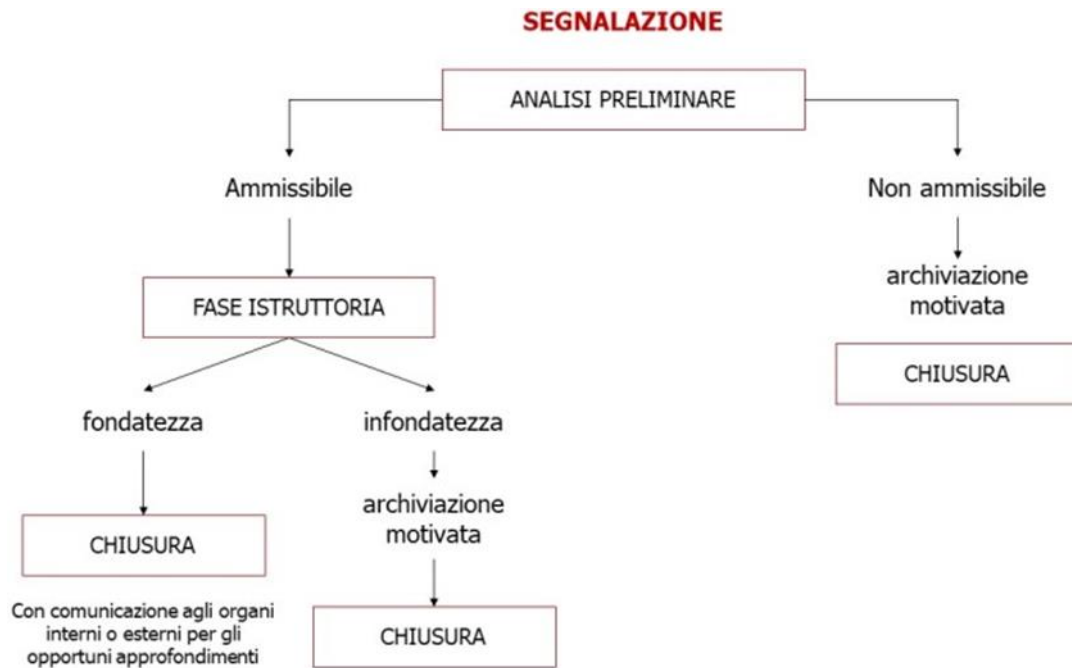 SEGNALAZIONE
ANALISI PRELIMINARE
Ammissibile
Non ammissibile
archiviazione
motivata
FASE ISTRUTTORIA
CHIUSURA
fondatezza
infondatezza
archiviazione
motivata
CHIUSURA
Con comunicazione agli organi
interni o esterni per gli
opportuni approfondimenti
CHIUSURA